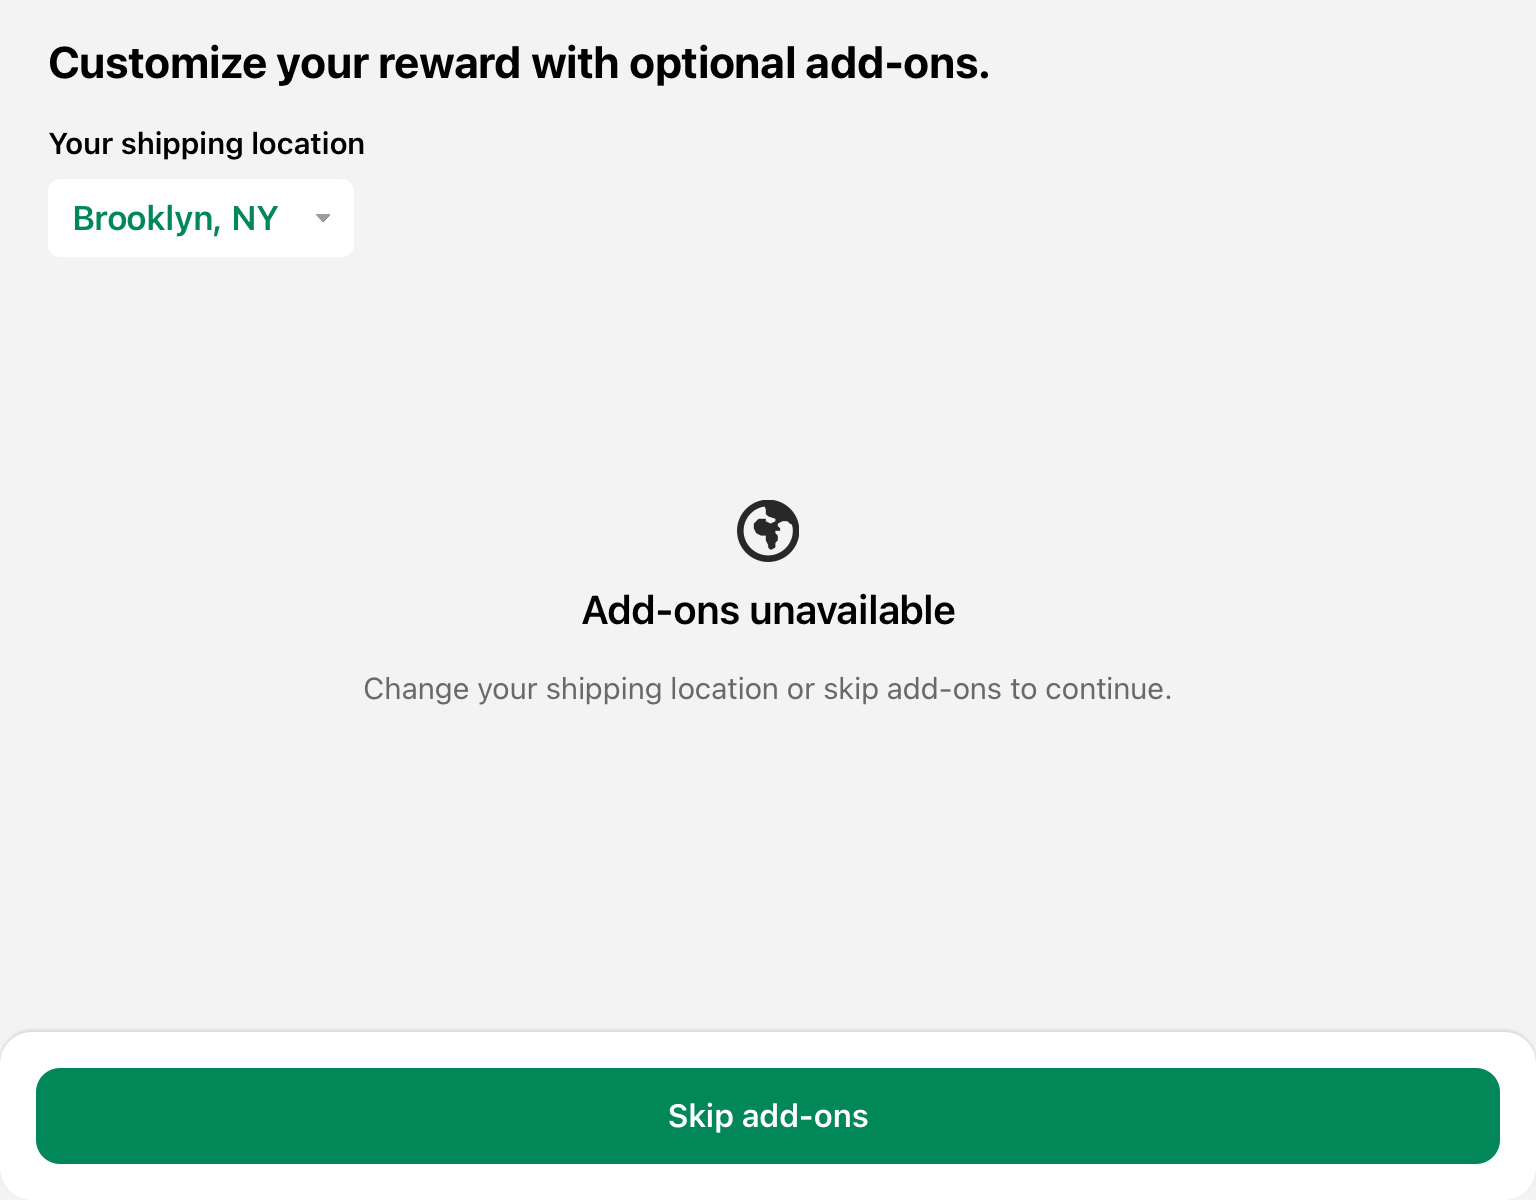 Customize your reward with optional add-ons.
Your shipping location
Brooklyn, NY
Add-ons unavailable
Change your shipping location or skip add-ons to continue.
Skip add-ons